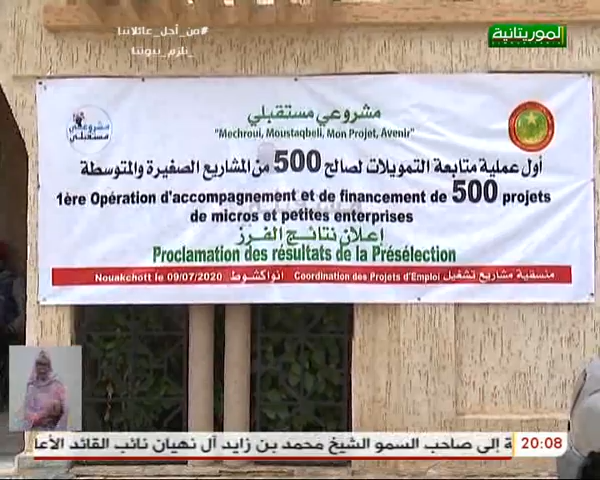 #من_أجل_عائلاتنا
_نلزم_بيوتنا
الموريتانية
مشروعي مستقبلي
"Mechroui, Moustaqbeli, Mon Projet, Avenir"
مشروعي
مستقبلي
أول عملية متابعة التمويلات لصالح 500 من المشاريع الصغيرة والمتوسطة
1ère Opération d'accompagnement et de financement de 500 projets
de micros et petites enterprises
إعلان نتائج الفرز
Proclamation des résultats de la Présélection
Nouakchott le 09/07/2020 انواكشوط Coordination des Projets d'Emploi منسقية مشاريع تشغيل
ة إلى صاحب السمو الشيخ محمد بن زايد آل نهيان نائب القائد الأعا
20:08